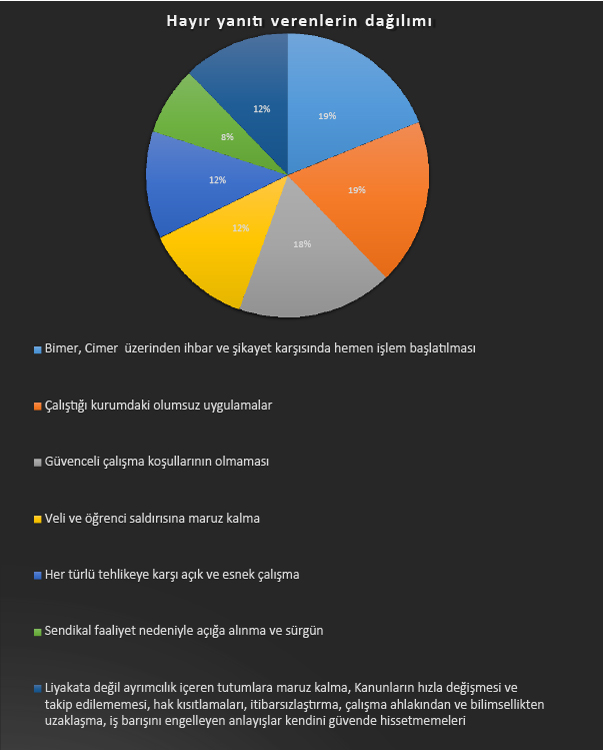 Hayır yanıtı verenlerin dağılımı
19%
19%
18%
12%
12%
8%
12%
Bimer, Cimer üzerinden ihbar ve şikayet karşısında hemen işlem başlatılması
Çalıştığı kurumdaki olumsuz uygulamalar
Güvenceli çalışma koşullarının olmaması
Veli ve öğrenci saldırısına maruz kalma
Her türlü tehlikeye karşı açık ve esnek çalışma
Sendikal faaliyet nedeniyle açığa alınma ve sürgün
Liyakata değil ayrımcılık içeren tutumlara maruz kalma, Kanunların hızla değişmesi ve
takip edilememesi, hak kısıtlamaları, itibarsızlaştırma, çalışma ahlakından ve bilimsellikten
uzaklaşma, iş barışını engelleyen anlayışlar kendini güvende hissetmemeleri